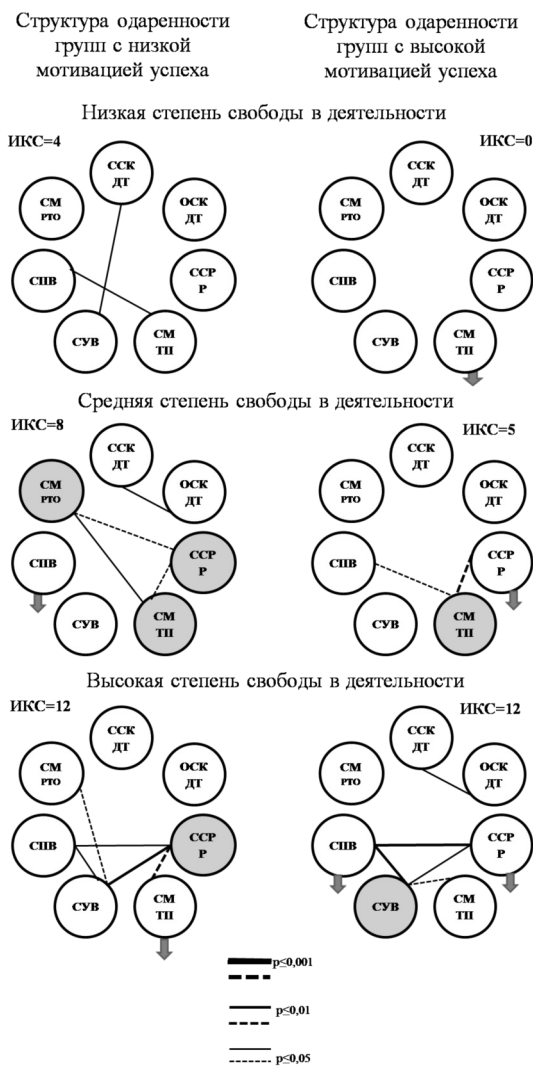 Структура одаренности
групп с низкой
мотивацией успеха
Структура одаренности
групп с высокой
мотивацией успеха
Низкая степень свободы в деятельности
ИКС=4
ССК
ДТ
СМ
РТО
ОСК
ДТ
СПВ
ССР
Р
СУВ
СМ
ТП
ИКС=0
ССК
ДТ
СМ
РТО
ОСК
ДТ
СПВ
ССР
Р
СУВ
СМ
ТП
Средняя степень свободы в деятельности
ИКС=8
ССК
ДТ
СМ
РТО
ОСК
ДТ
СПВ
ССР
Р
СУВ
СМ
ТП
ИКС=5
ССК
ДТ
СМ
РТО
ОСК
ДТ
СПВ
ССР
Р
СУВ
СМ
ТП
Высокая степень свободы в деятельности
ИКС=12
ССК
ДТ
СМ
РТО
ОСК
ДТ
СПВ
ССР
Р
СУВ
СМ
ТП
ИКС=12
ССК
ДТ
СМ
РТО
ОСК
ДТ
СПВ
ССР
Р
СУВ
СМ
ТП
p≤0,001
p≤0,01
p≤0,05